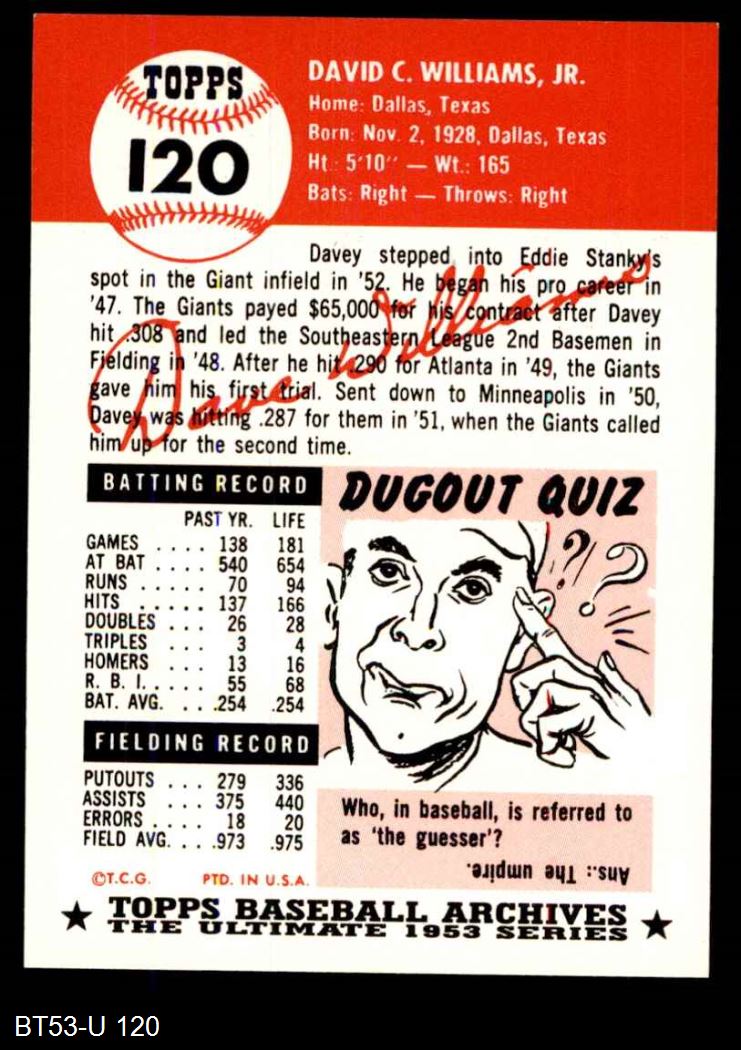 TOPPS
120
DAVID C. WILLIAMS, JR.
Home: Dallas, Texas
Born: Nov. 2, 1928, Dallas, Texas
Ht.: 5'10'' — Wt.: 165
Bats: Right — Throws: Right
Davey stepped into Eddie Stanky's
spot in the Giant infield in '52. He began his pro career in
'47. The Giants payed $65,000 for his contract after Davey
hit .308 and led the Southeastern League 2nd Basemen in
Fielding in '48. After he hit .290 for Atlanta in '49, the Giants
gave him his first trial. Sent down to Minneapolis in '50,
Davey was hitting .287 for them in '51, when the Giants called
him up for the second time.
Dave Williams
BATTING RECORD
PAST YR. LIFE
GAMES .... 138 181
AT BAT .... 540 654
RUNS .... 70 94
HITS ...... 137 166
DOUBLES ... 26 28
TRIPLES ... 3 4
HOMERS ... 13 16
R. B. I...... 55 68
BAT. AVG. ... .254 .254
FIELDING RECORD
PUTOUTS ... 279 336
ASSISTS ... 375 440
ERRORS .... 18 20
FIELD AVG. ... .973 .975
DUGOUT QUIZ
??
Who, in baseball, is referred to
as 'the guesser'?
Ans.: The umpire.
©T.C.G. PTD. IN U.S.A.
★ TOPPS BASEBALL ARCHIVES ★
THE ULTIMATE 1953 SERIES
BT53-U 120